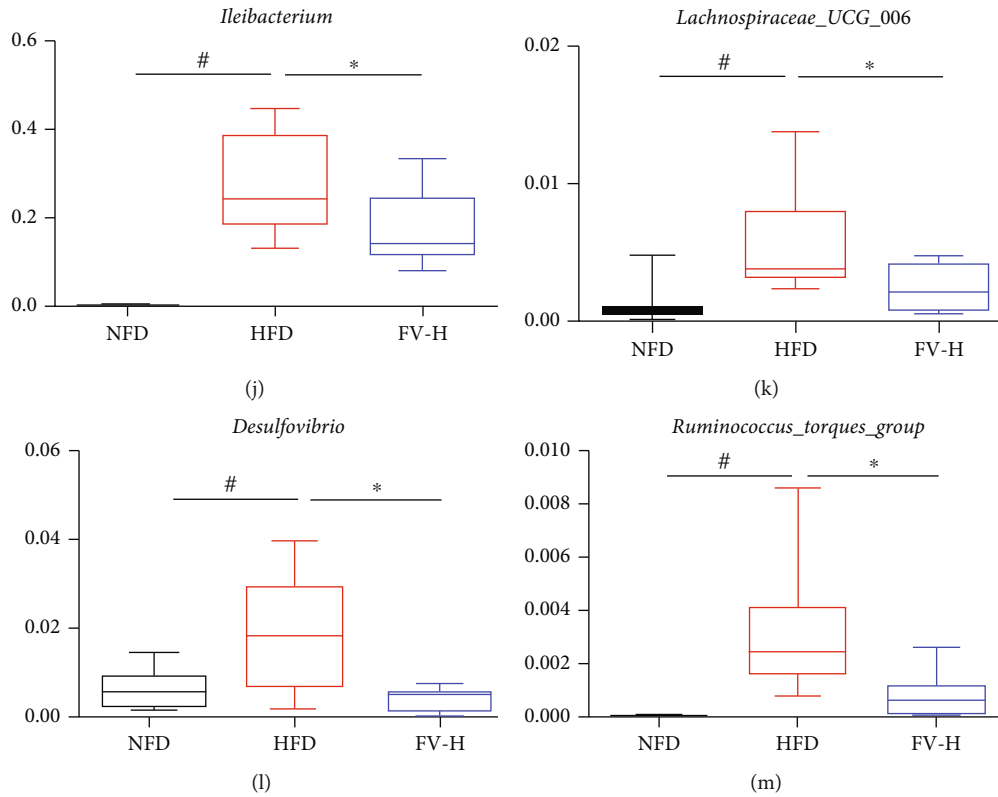 Ileibacterium
0.6
0.4
0.2
0.0
#
*
NFD
HFD
FV-H
(j)
Lachnospiraceae_UCG_006
0.02
0.01
0.00
#
*
NFD
HFD
FV-H
(k)
Desulfovibrio
0.06
0.04
0.02
0.00
#
*
NFD
HFD
FV-H
(l)
Ruminococcus_torques_group
0.010
0.008
0.006
0.004
0.002
0.000
#
*
NFD
HFD
FV-H
(m)